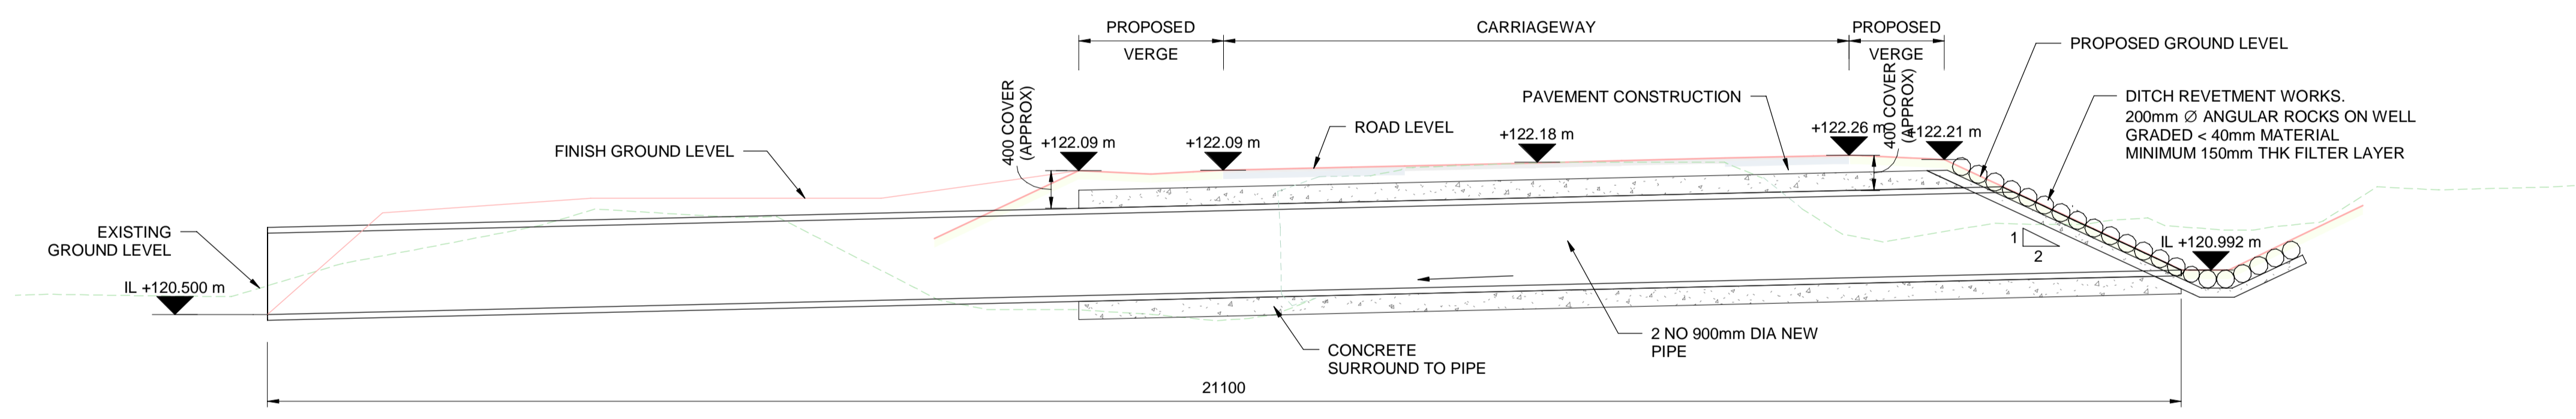 PROPOSED
VERGE
CARRIAGEWAY
PROPOSED
VERGE
PROPOSED GROUND LEVEL
400 COVER
(APPROX)
400 COVER
(APPROX)
PAVEMENT CONSTRUCTION
DITCH REVETMENT WORKS.
200mm Ø ANGULAR ROCKS ON WELL
GRADED < 40mm MATERIAL
MINIMUM 150mm THK FILTER LAYER
ROAD LEVEL
+122.09 m
+122.09 m
+122.18 m
+122.26 m
+122.21 m
FINISH GROUND LEVEL
EXISTING
GROUND LEVEL
1
2
IL +120.992 m
IL +120.500 m
2 NO 900mm DIA NEW
PIPE
CONCRETE
SURROUND TO PIPE
21100